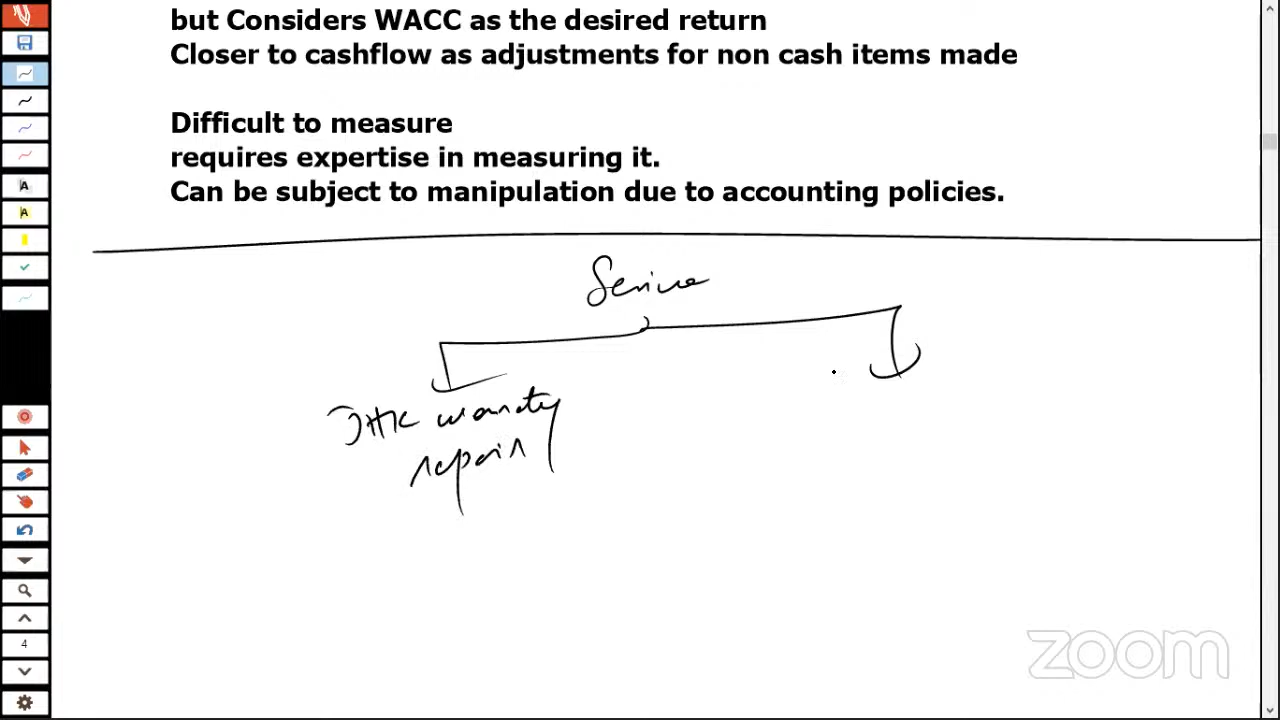 but Considers WACC as the desired return
Closer to cashflow as adjustments for non cash items made
Difficult to measure
requires expertise in measuring it.
Can be subject to manipulation due to accounting policies.
Service
warranty
repair
A
A
4
zoom